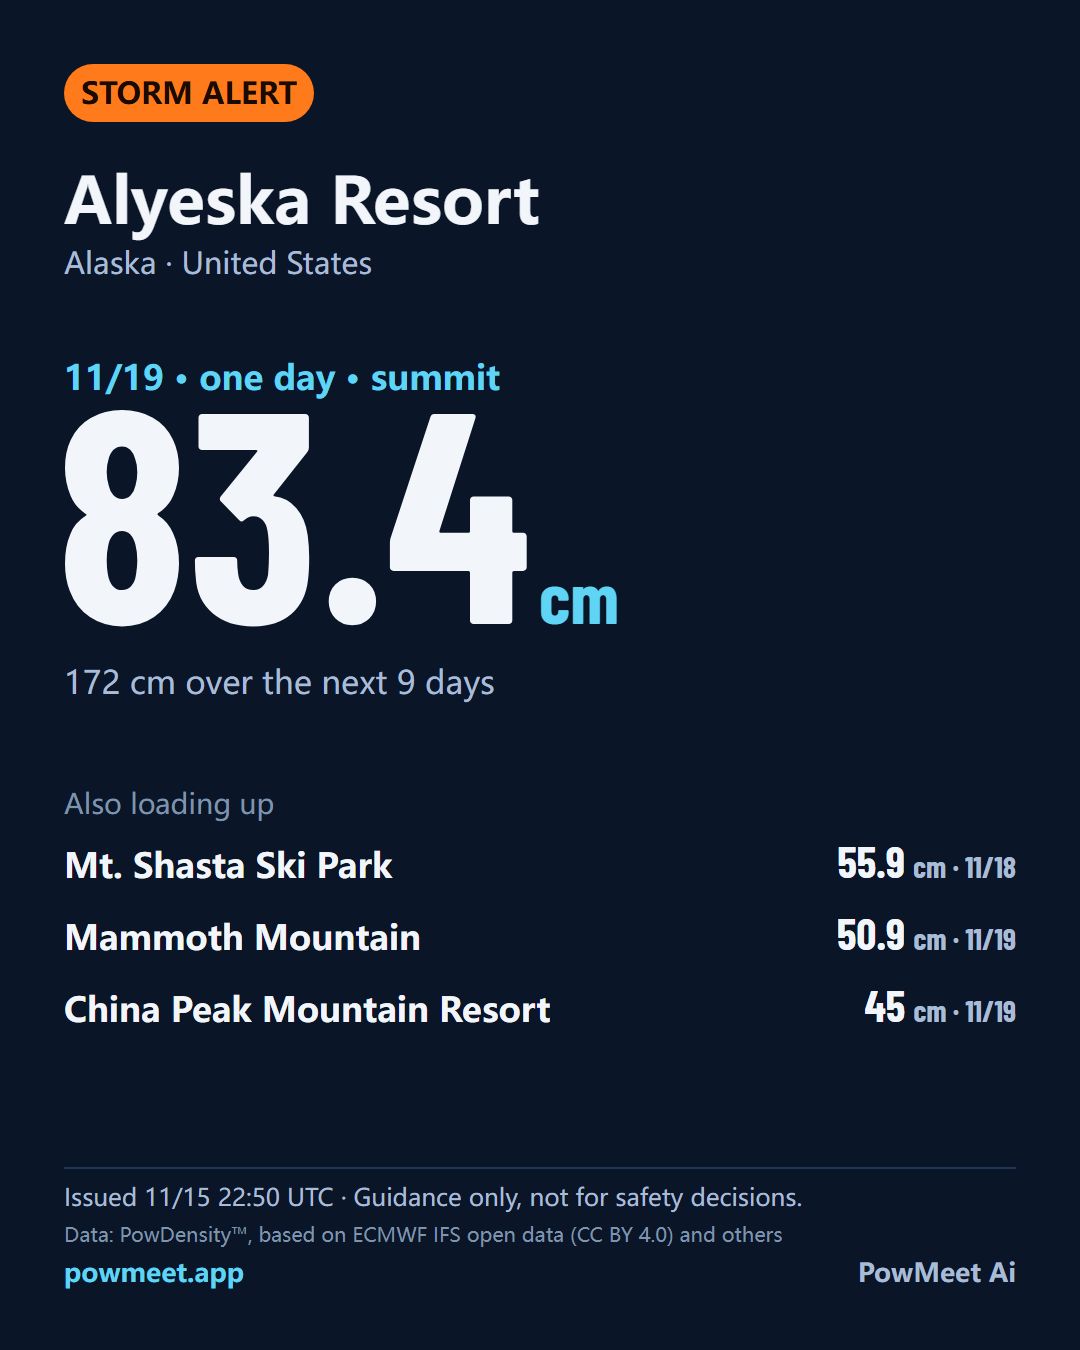 STORM ALERT
Alyeska Resort
Alaska · United States
11/19 • one day • summit
83.4 cm
172 cm over the next 9 days
Also loading up
Mt. Shasta Ski Park 55.9 cm · 11/18
Mammoth Mountain 50.9 cm · 11/19
China Peak Mountain Resort 45 cm · 11/19
Issued 11/15 22:50 UTC · Guidance only, not for safety decisions.
Data: PowDensity™, based on ECMWF IFS open data (CC BY 4.0) and others
powmeet.app PowMeet Ai